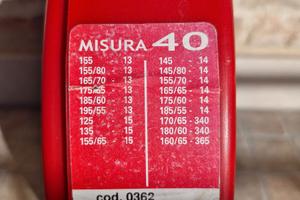 MISURA 40
155 - 13
155/80 - 13
165/70 - 13
175/65 - 13
185/60 - 13
195/55 - 13
125 - 15
135 - 15
155/65 - 15
145 - 14
145/80 - 14
155/70 - 14
165/65 - 14
175/60 - 14
185/55 - 14
170/65 - 340
180/60 - 340
160/65 - 365
cod. 0362